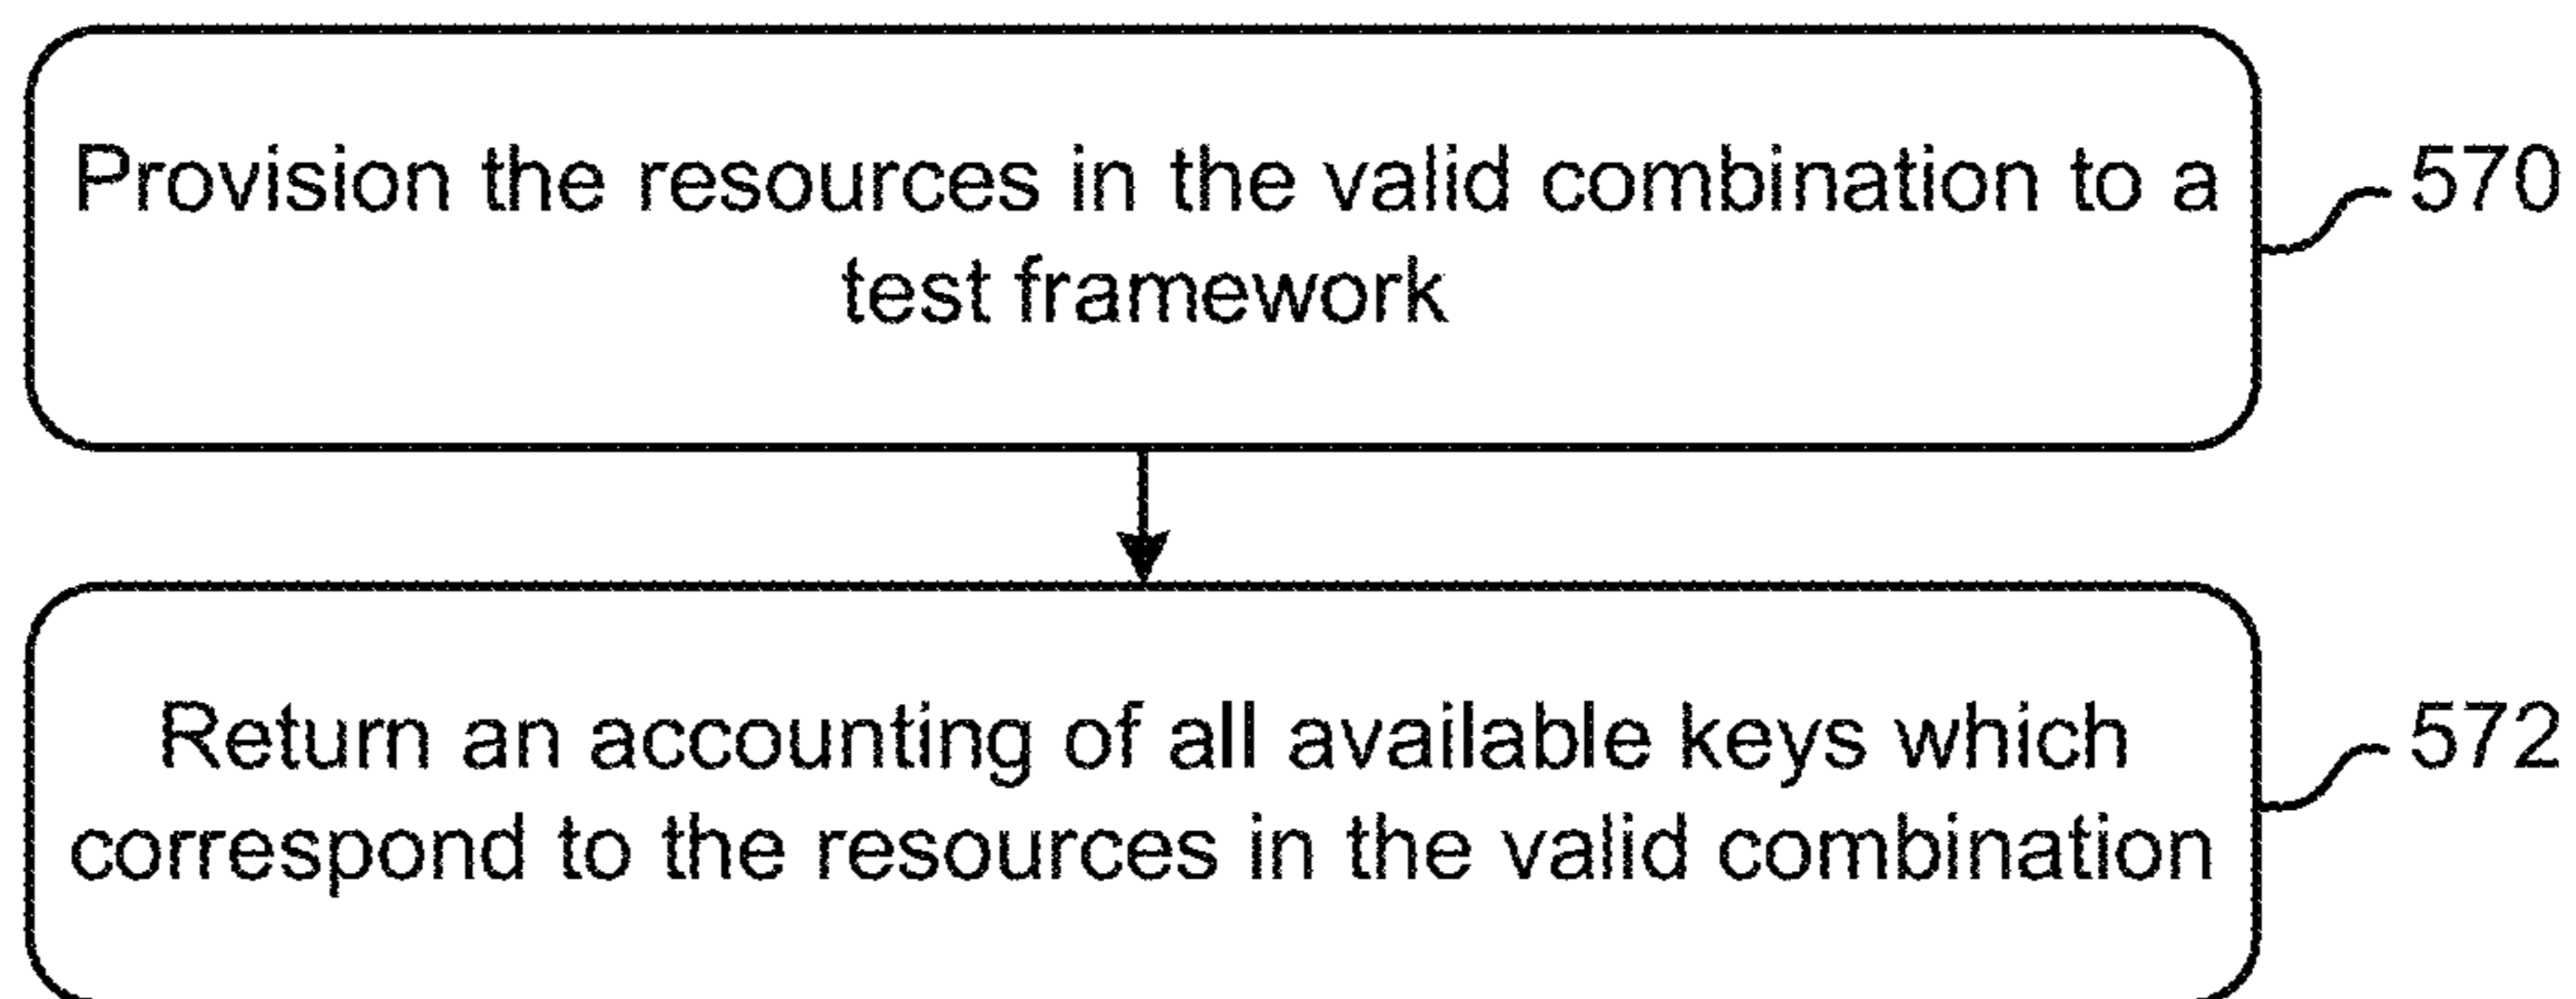 Provision the resources in the valid combination to a
test framework
570
Return an accounting of all available keys which
correspond to the resources in the valid combination
572